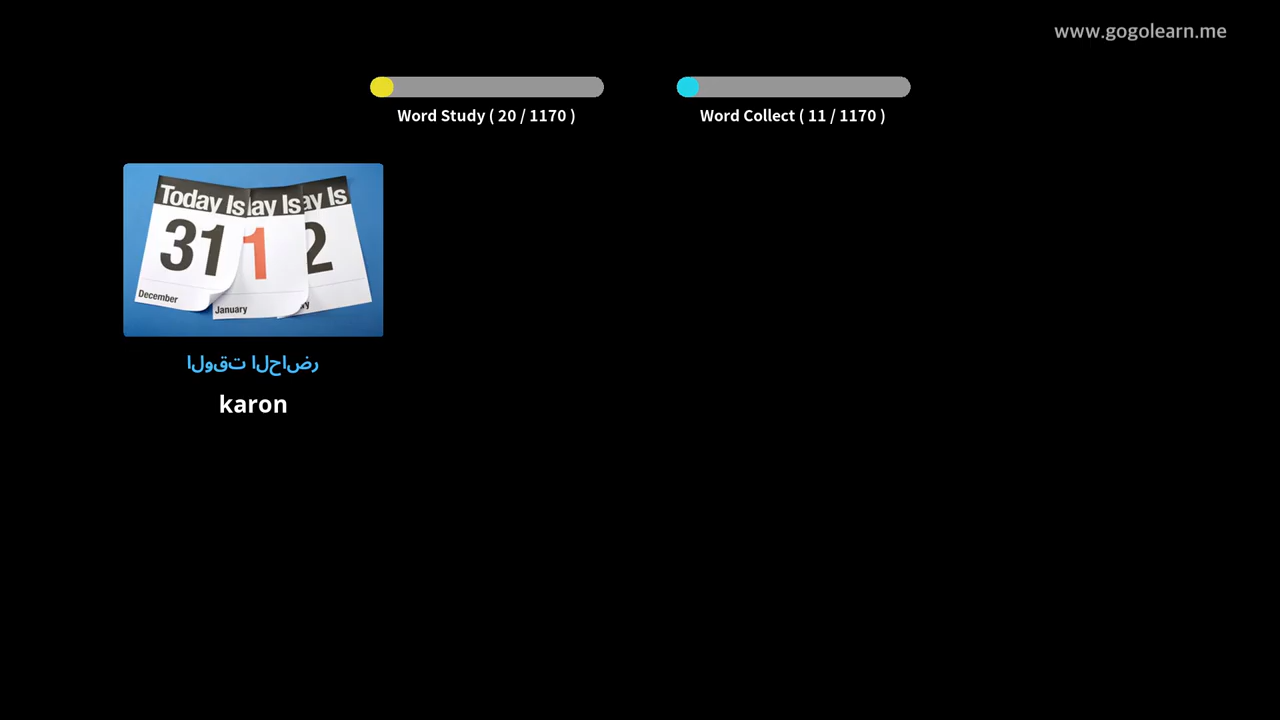 www.gogolearn.me
Word Study ( 20 / 1170 )
Word Collect ( 11 / 1170 )
Today Is
ay Is
ay Is
31
1
2
December
January
ry
الوقت الحاضر
karon